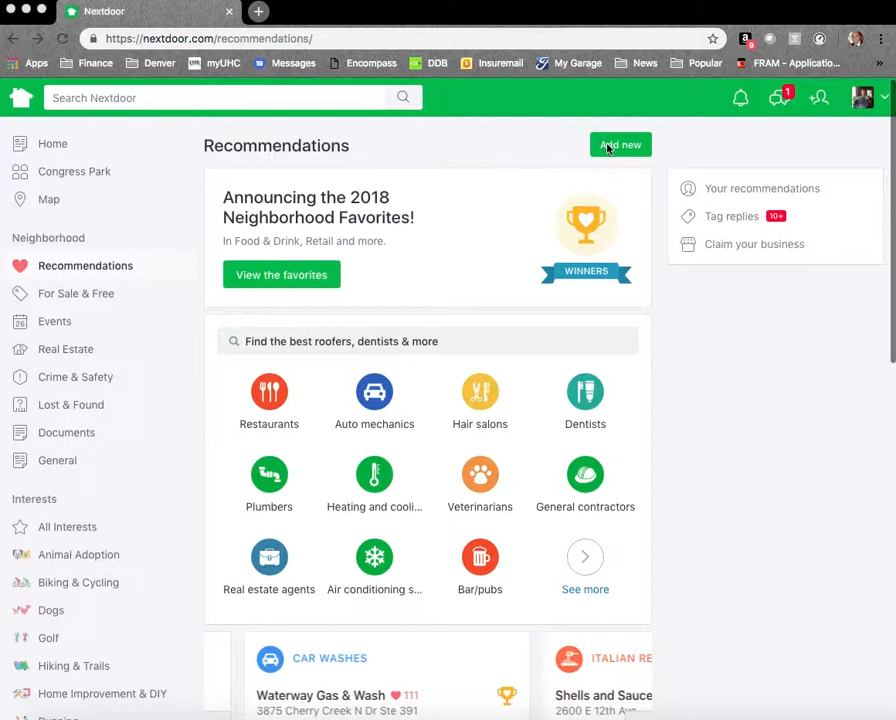 Nextdoor
https://nextdoor.com/recommendations/
9
Apps Finance Denver myUHC Messages Encompass DDB Insuremail My Garage News Popular FRAM - Applicatio... »
Search Nextdoor
1
Home
Congress Park
Map
Neighborhood
Recommendations
For Sale & Free
26 Events
Real Estate
Crime & Safety
Lost & Found
Documents
General
Interests
All Interests
Animal Adoption
Biking & Cycling
Dogs
Golf
Hiking & Trails
Home Improvement & DIY
Recommendations
Add new
Announcing the 2018
Neighborhood Favorites!
In Food & Drink, Retail and more.
View the favorites
WINNERS
Find the best roofers, dentists & more
Restaurants Auto mechanics Hair salons Dentists
Plumbers Heating and cooli... Veterinarians General contractors
Real estate agents Air conditioning s... Bar/pubs See more
CAR WASHES
Waterway Gas & Wash 111
3875 Cherry Creek N Dr Ste 391
ITALIAN RE
Shells and Sauce
2600 E 12th Ave
Your recommendations
Tag replies 10+
Claim your business